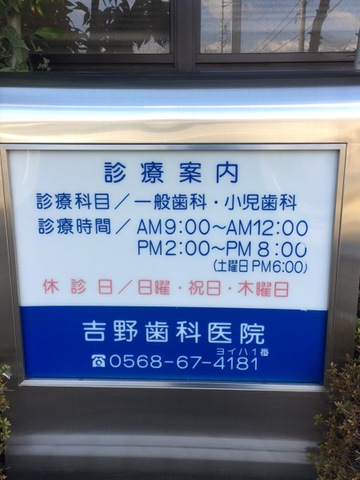 診療案内
診療科目／一般歯科・小児歯科
診療時間／AM9:00〜AM12:00
PM2:00〜PM8:00
(土曜日PM6:00)
休診日／日曜・祝日・木曜日
吉野歯科医院
ヨイハ1番
☎0568-67-4181